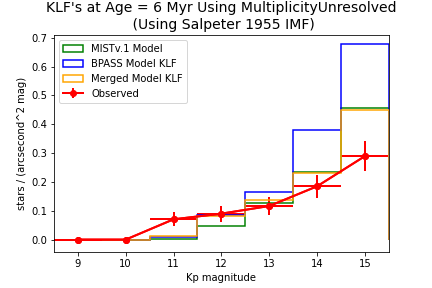 KLF's at Age = 6 Myr Using MultiplicityUnresolved
(Using Salpeter 1955 IMF)
MISTv.1 Model
BPASS Model KLF
Merged Model KLF
Observed
stars / (arcsecond^2 mag)
0.7
0.6
0.5
0.4
0.3
0.2
0.1
0.0
9 10 11 12 13 14 15
Kp magnitude